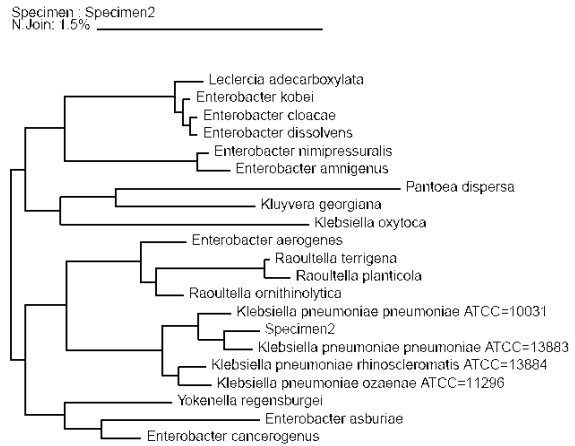 Specimen : Specimen2
N.Join: 1.5%
Leclercia adecarboxylata
Enterobacter kobei
Enterobacter cloacae
Enterobacter dissolvens
Enterobacter nimipressuralis
Enterobacter amnigenus
Pantoea dispersa
Kluyvera georgiana
Klebsiella oxytoca
Enterobacter aerogenes
Raoultella terrigena
Raoultella planticola
Raoultella ornithinolytica
Klebsiella pneumoniae pneumoniae ATCC=10031
Specimen2
Klebsiella pneumoniae pneumoniae ATCC=13883
Klebsiella pneumoniae rhinoscleromatis ATCC=13884
Klebsiella pneumoniae ozaenae ATCC=11296
Yokenella regensburgei
Enterobacter asburiae
Enterobacter cancerogenus